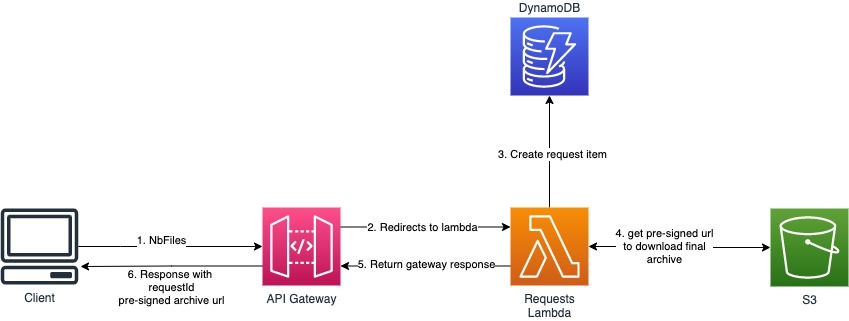 DynamoDB
3. Create request item
1. NbFiles
2. Redirects to lambda
4. get pre-signed url
to download final
archive
</>
5. Return gateway response
6. Response with
requestId
pre-signed archive url
Client
API Gateway
Requests
Lambda
S3